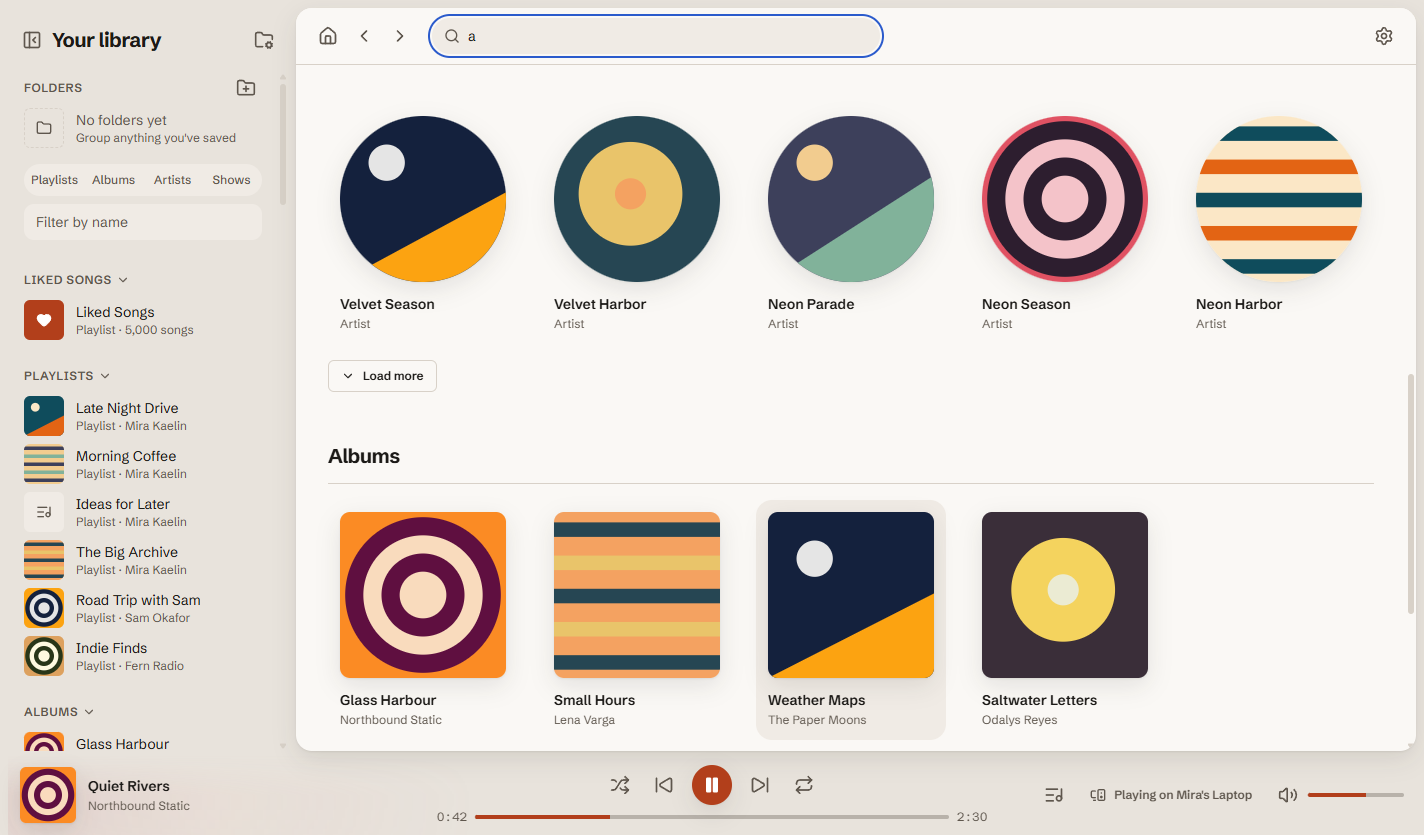 Your library
FOLDERS
No folders yet
Group anything you've saved
Playlists Albums Artists Shows
Filter by name
LIKED SONGS
Liked Songs
Playlist · 5,000 songs
PLAYLISTS
Late Night Drive
Playlist · Mira Kaelin
Morning Coffee
Playlist · Mira Kaelin
Ideas for Later
Playlist · Mira Kaelin
The Big Archive
Playlist · Mira Kaelin
Road Trip with Sam
Playlist · Sam Okafor
Indie Finds
Playlist · Fern Radio
ALBUMS
Glass Harbour
a
Velvet Season
Artist
Velvet Harbor
Artist
Neon Parade
Artist
Neon Season
Artist
Neon Harbor
Artist
Load more
Albums
Glass Harbour
Northbound Static
Small Hours
Lena Varga
Weather Maps
The Paper Moons
Saltwater Letters
Odalys Reyes
Quiet Rivers
Northbound Static
0:42
2:30
Playing on Mira's Laptop